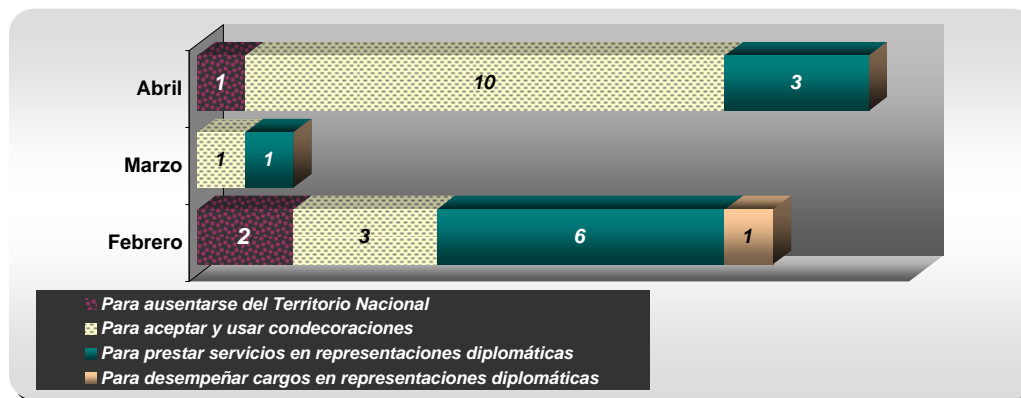 Abril
1 10 3
Marzo
1 1
Febrero
2 3 6 1
Para ausentarse del Territorio Nacional
Para aceptar y usar condecoraciones
Para prestar servicios en representaciones diplomáticas
Para desempeñar cargos en representaciones diplomáticas